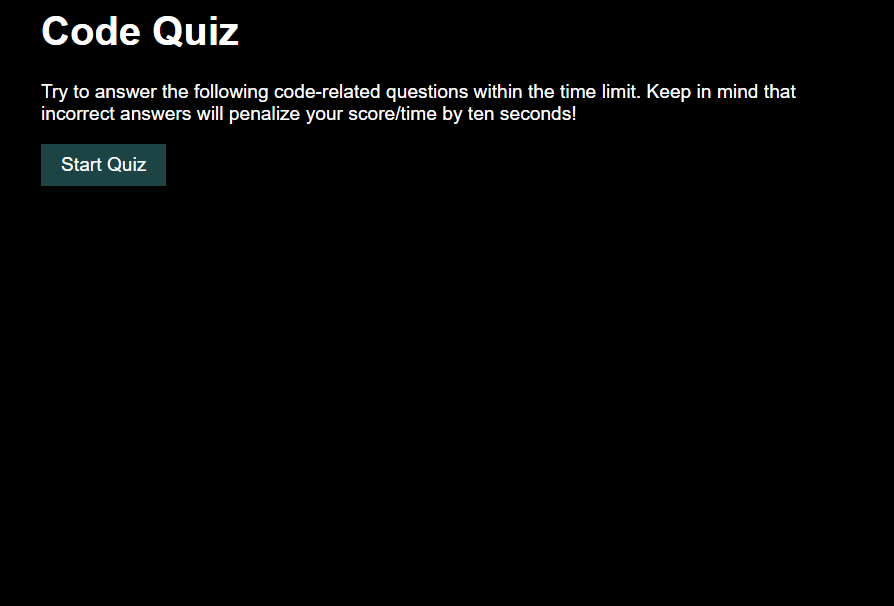 Code Quiz
Try to answer the following code-related questions within the time limit. Keep in mind that
incorrect answers will penalize your score/time by ten seconds!
Start Quiz